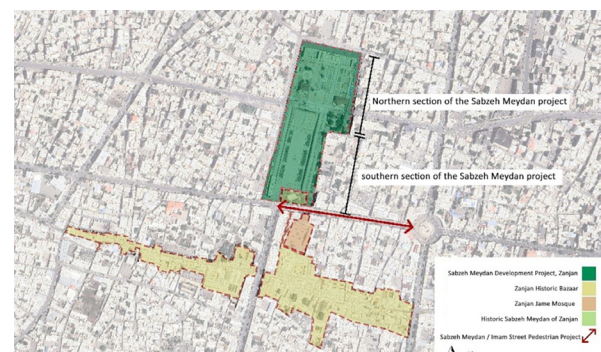 Northern section of the Sabzeh Meydan project
southern section of the Sabzeh Meydan project
Sabzeh Meydan Development Project, Zanjan
Zanjan Historic Bazaar
Zanjan Jame Mosque
Historic Sabzeh Meydan of Zanjan
Sabzeh Meydan / Imam Street Pedestrian Project